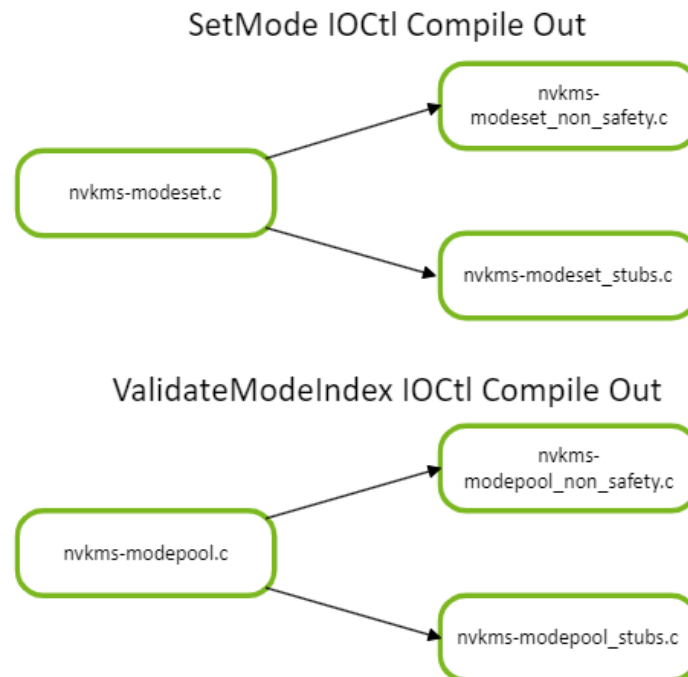 SetMode IOCtl Compile Out
nvkms-
modeset_non_safety.c
nvkms-modeset.c
nvkms-modeset_stubs.c
ValidateModeIndex IOCtl Compile Out
nvkms-
modepool_non_safety.c
nvkms-modepool.c
nvkms-modepool_stubs.c